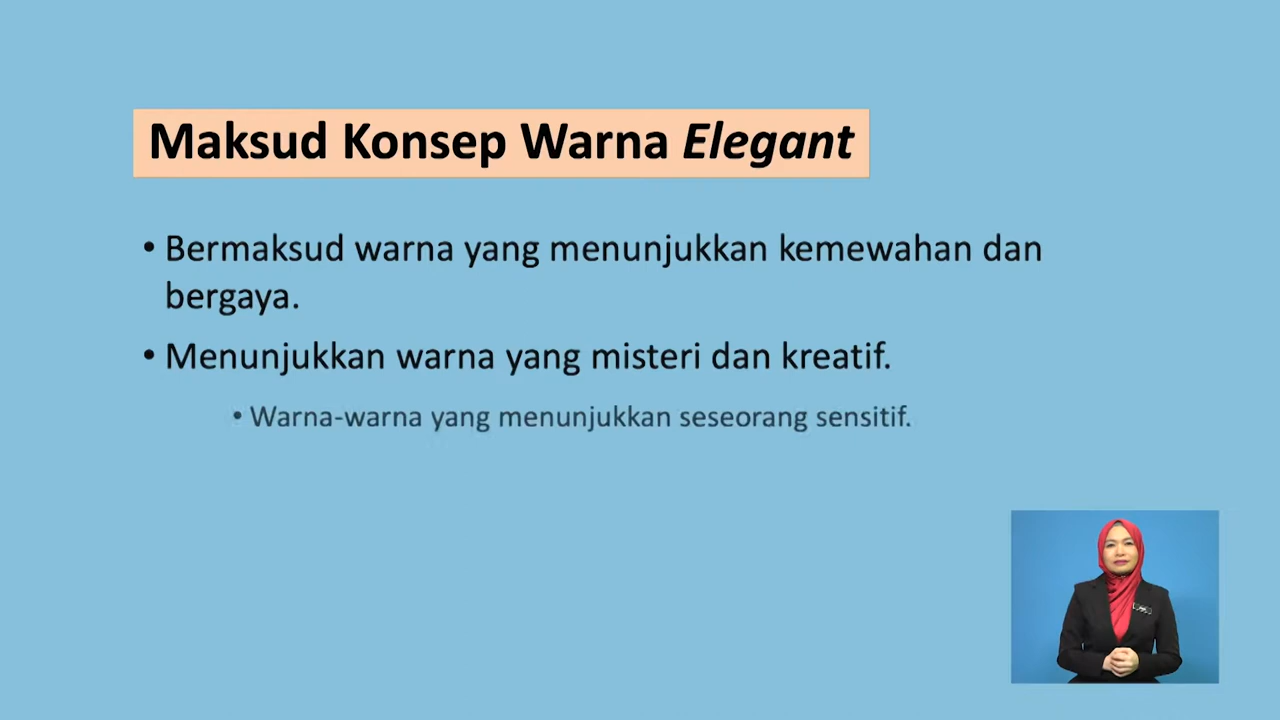 Maksud Konsep Warna Elegant
• Bermaksud warna yang menunjukkan kemewahan dan
bergaya.
• Menunjukkan warna yang misteri dan kreatif.
• Warna-warna yang menunjukkan seseorang sensitif.